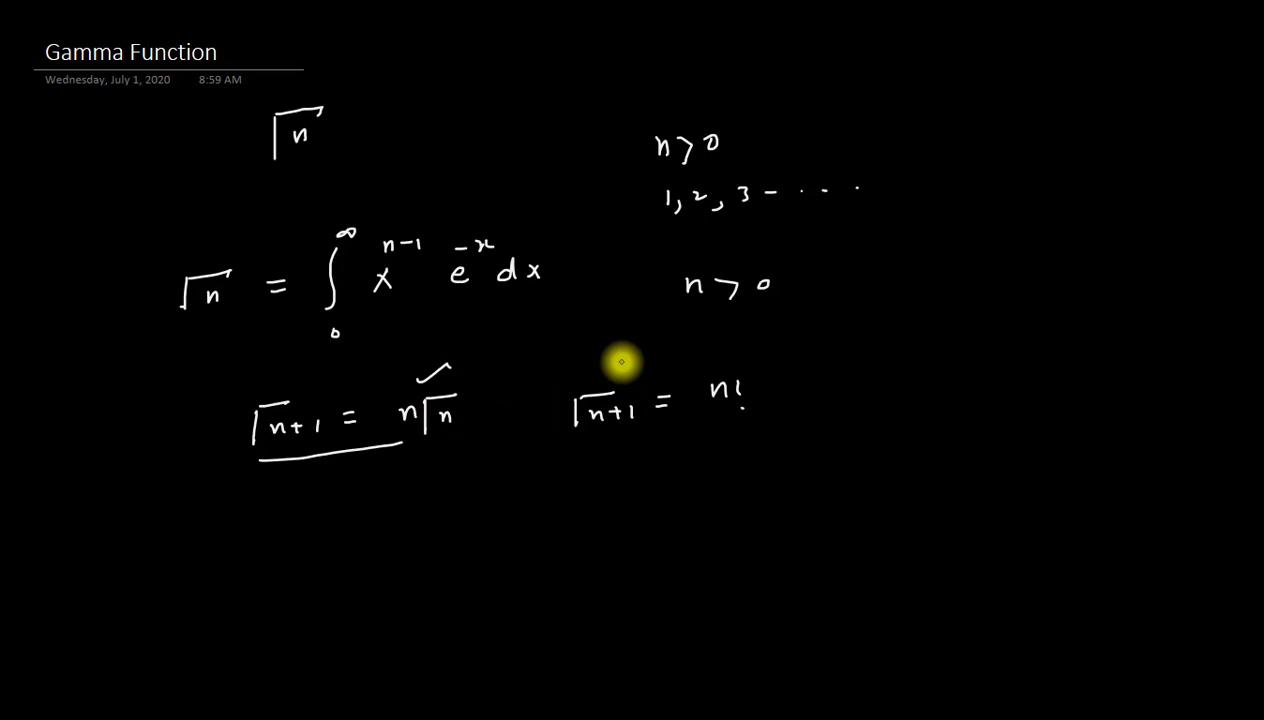 Gamma Function
Wednesday, July 1, 2020 8:59 AM
Γn
n > 0
1, 2, 3 - . - .
Γn = ∫₀^∞ x^(n-1) e^(-x) dx n > 0
Γn+1 = nΓn ✓ Γn+1 = n!